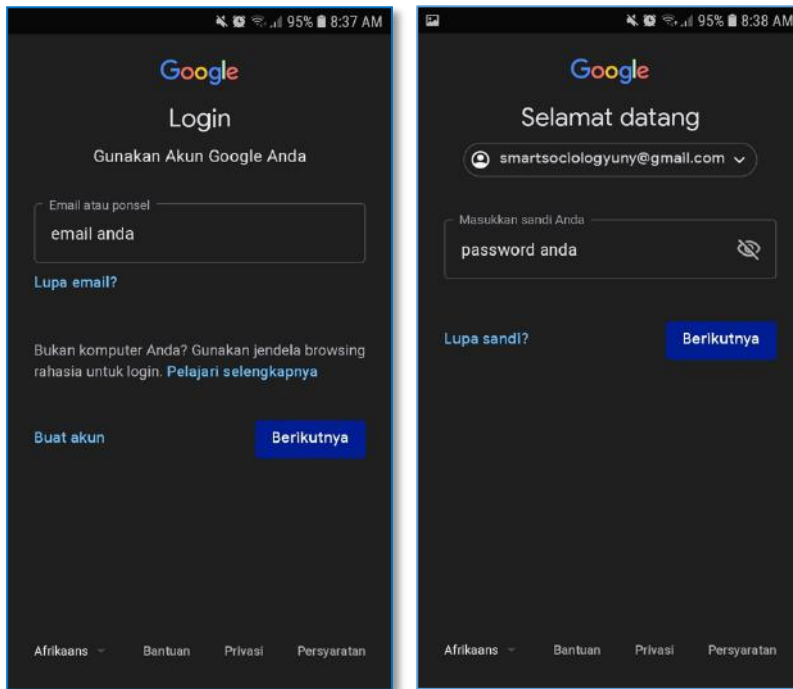 95% 8:37 AM
Google
Login
Gunakan Akun Google Anda
Email atau ponsel
email anda
Lupa email?
Bukan komputer Anda? Gunakan jendela browsing
rahasia untuk login. Pelajari selengkapnya
Buat akun
Berikutnya
Afrikaans
Bantuan
Privasi
Persyaratan
95% 8:38 AM
Google
Selamat datang
smartsociologyuny@gmail.com
Masukkan sandi Anda
password anda
Lupa sandi?
Berikutnya
Afrikaans
Bantuan
Privasi
Persyaratan